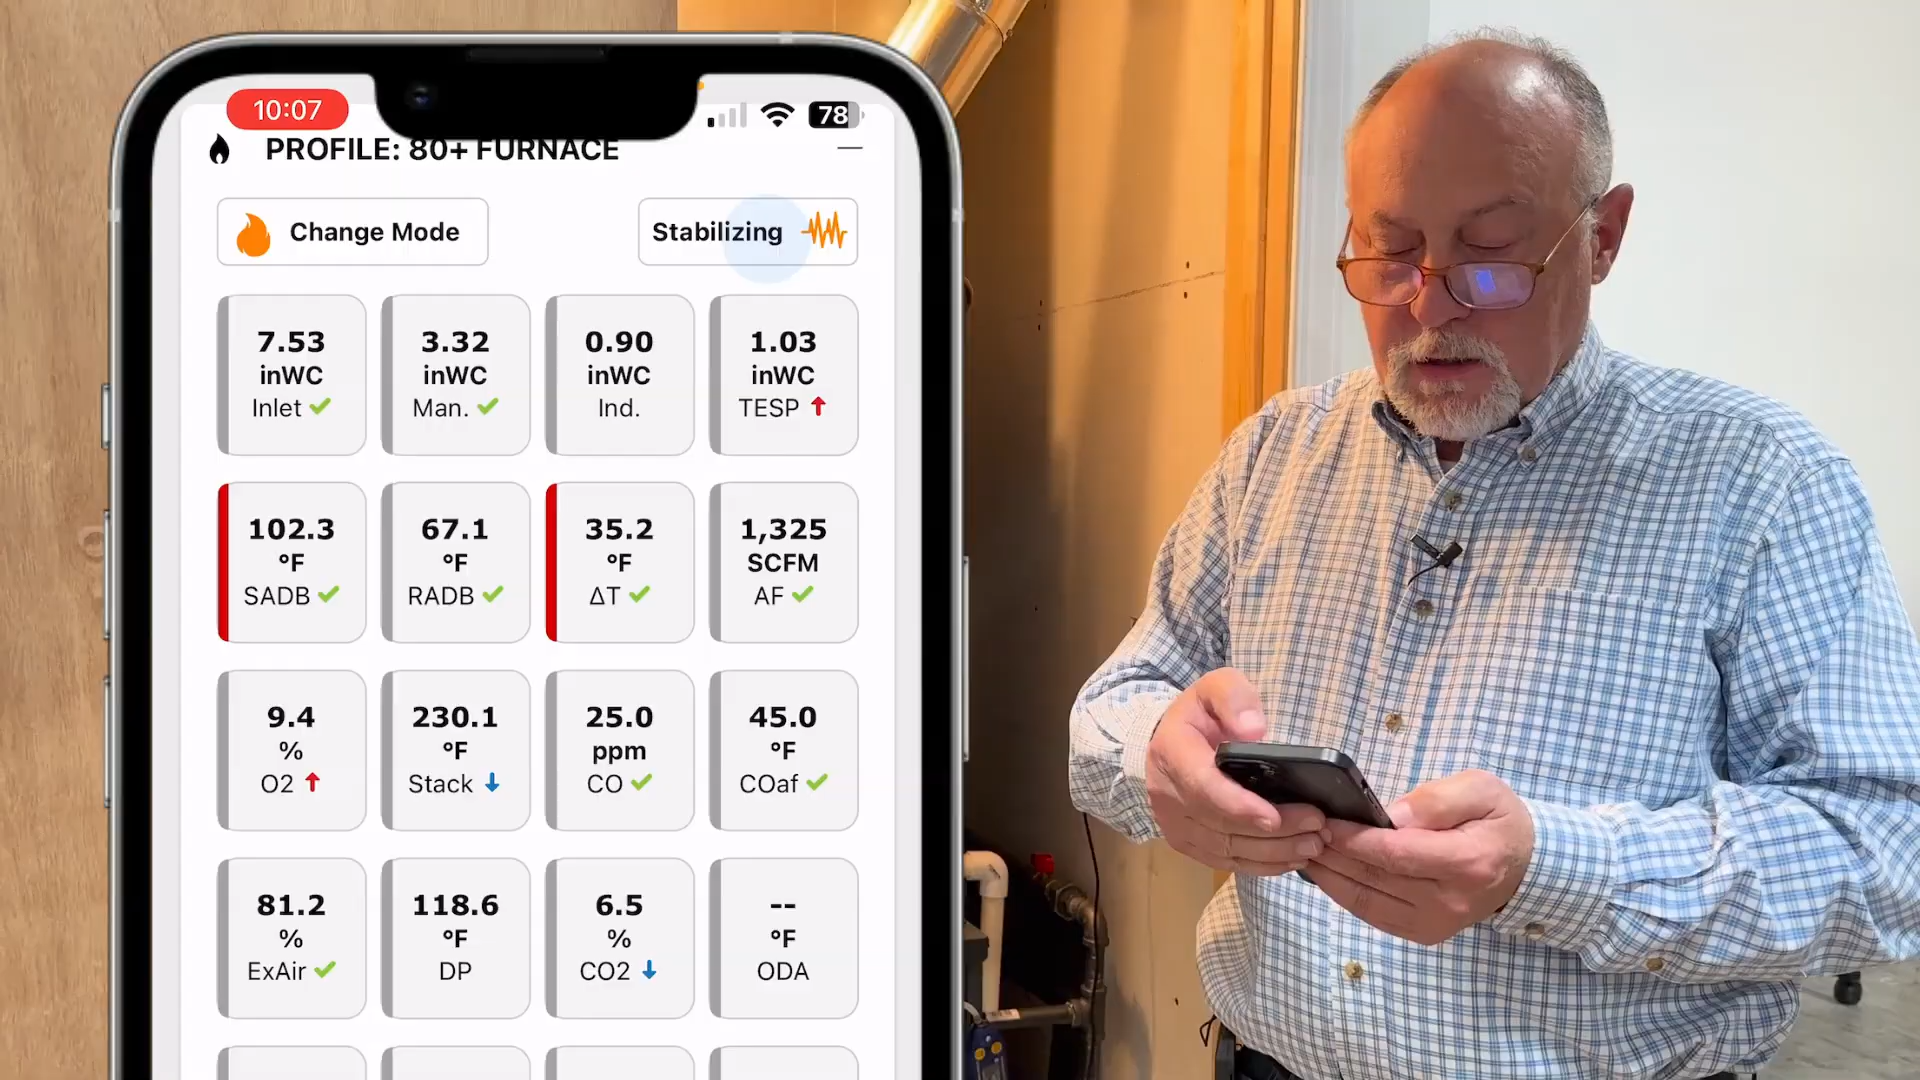 10:07
78
PROFILE: 80+ FURNACE
Change Mode
Stabilizing
7.53
inWC
Inlet
3.32
inWC
Man.
0.90
inWC
Ind.
1.03
inWC
TESP
102.3
°F
SADB
67.1
°F
RADB
35.2
°F
ΔT
1,325
SCFM
AF
9.4
%
O2
230.1
°F
Stack
25.0
ppm
CO
45.0
°F
COaf
81.2
%
ExAir
118.6
°F
DP
6.5
%
CO2
--
°F
ODA